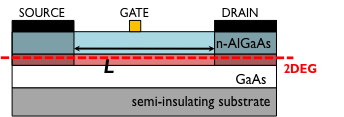 SOURCE GATE DRAIN
n-AlGaAs
L
2DEG
GaAs
semi-insulating substrate